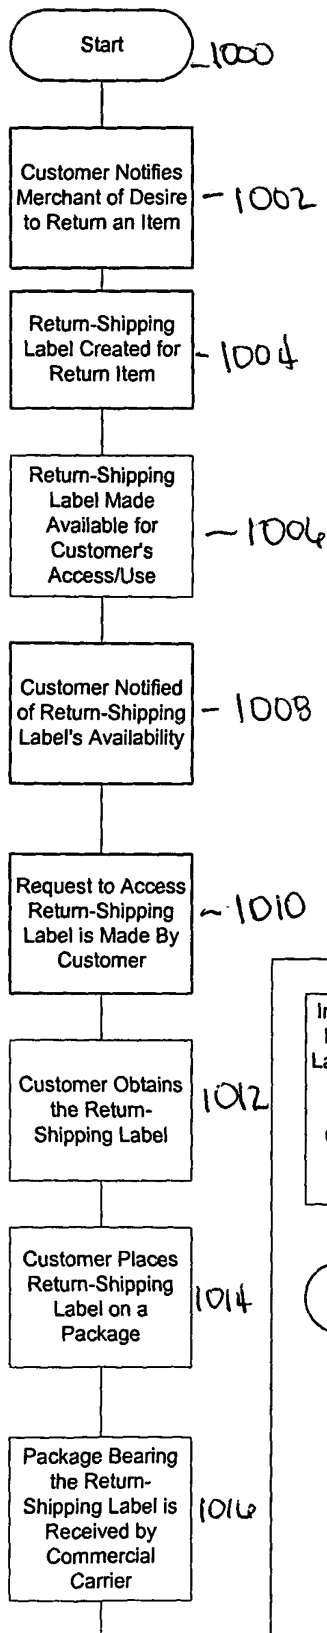 Start
1000
Customer Notifies
Merchant of Desire
to Return an Item
1002
Return-Shipping
Label Created for
Return Item
1004
Return-Shipping
Label Made
Available for
Customer's
Access/Use
1006
Customer Notified
of Return-Shipping
Label's Availability
1008
Request to Access
Return-Shipping
Label is Made By
Customer
1010
Customer Obtains
the Return-
Shipping Label
1012
Customer Places
Return-Shipping
Label on a
Package
1014
Package Bearing
the Return-
Shipping Label is
Received by
Commercial
Carrier
1016